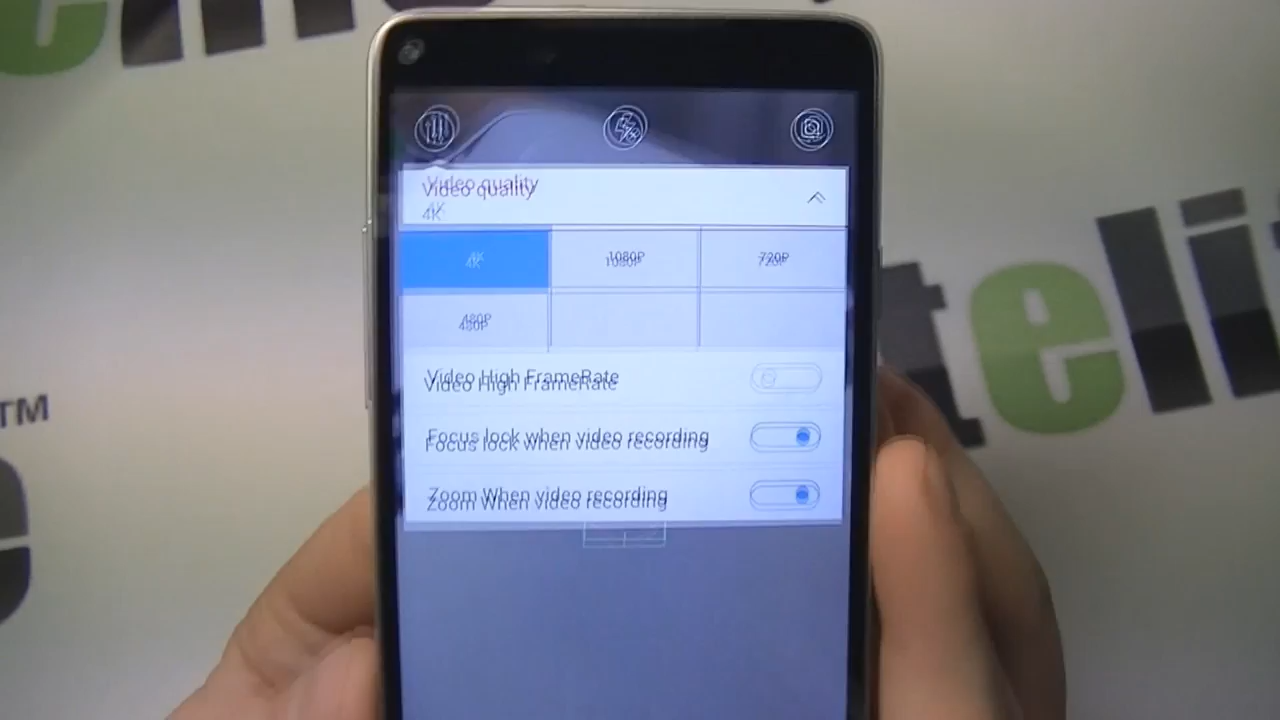 Video quality
4K
4K 1080P 720P
480P
Video High FrameRate
Focus lock when video recording
Zoom When video recording
teli
TM